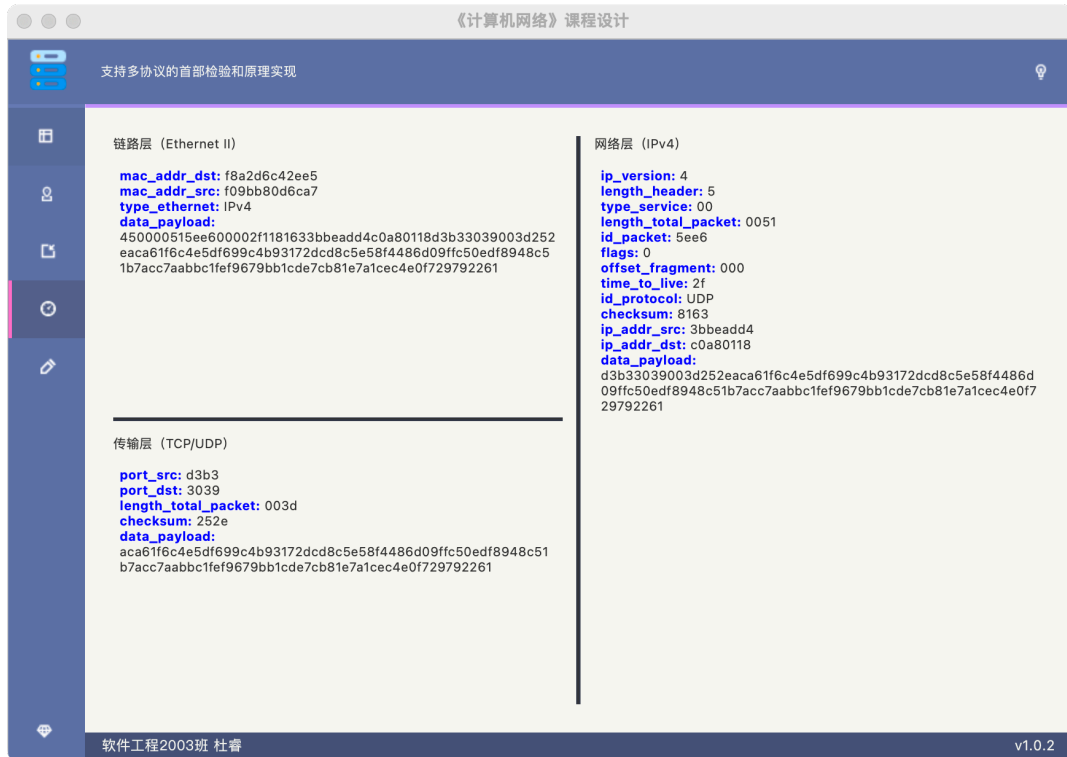 《计算机网络》课程设计
支持多协议的首部检验和原理实现
链路层（Ethernet II）
mac_addr_dst: f8a2d6c42ee5
mac_addr_src: f09bb80d6ca7
type_ethernet: IPv4
data_payload:
450000515ee600002f1181633bbeadd4c0a80118d3b33039003d252
eaca61f6c4e5df699c4b93172dcd8c5e58f4486d09ffc50edf8948c5
1b7acc7aabbc1fef9679bb1cde7cb81e7a1cec4e0f729792261
传输层（TCP/UDP）
port_src: d3b3
port_dst: 3039
length_total_packet: 003d
checksum: 252e
data_payload:
aca61f6c4e5df699c4b93172dcd8c5e58f4486d09ffc50edf8948c51
b7acc7aabbc1fef9679bb1cde7cb81e7a1cec4e0f729792261
网络层（IPv4）
ip_version: 4
length_header: 5
type_service: 00
length_total_packet: 0051
id_packet: 5ee6
flags: 0
offset_fragment: 000
time_to_live: 2f
id_protocol: UDP
checksum: 8163
ip_addr_src: 3bbeadd4
ip_addr_dst: c0a80118
data_payload:
d3b33039003d252eaca61f6c4e5df699c4b93172dcd8c5e58f4486d
09ffc50edf8948c51b7acc7aabbc1fef9679bb1cde7cb81e7a1cec4e0f7
29792261
软件工程2003班 杜睿
v1.0.2